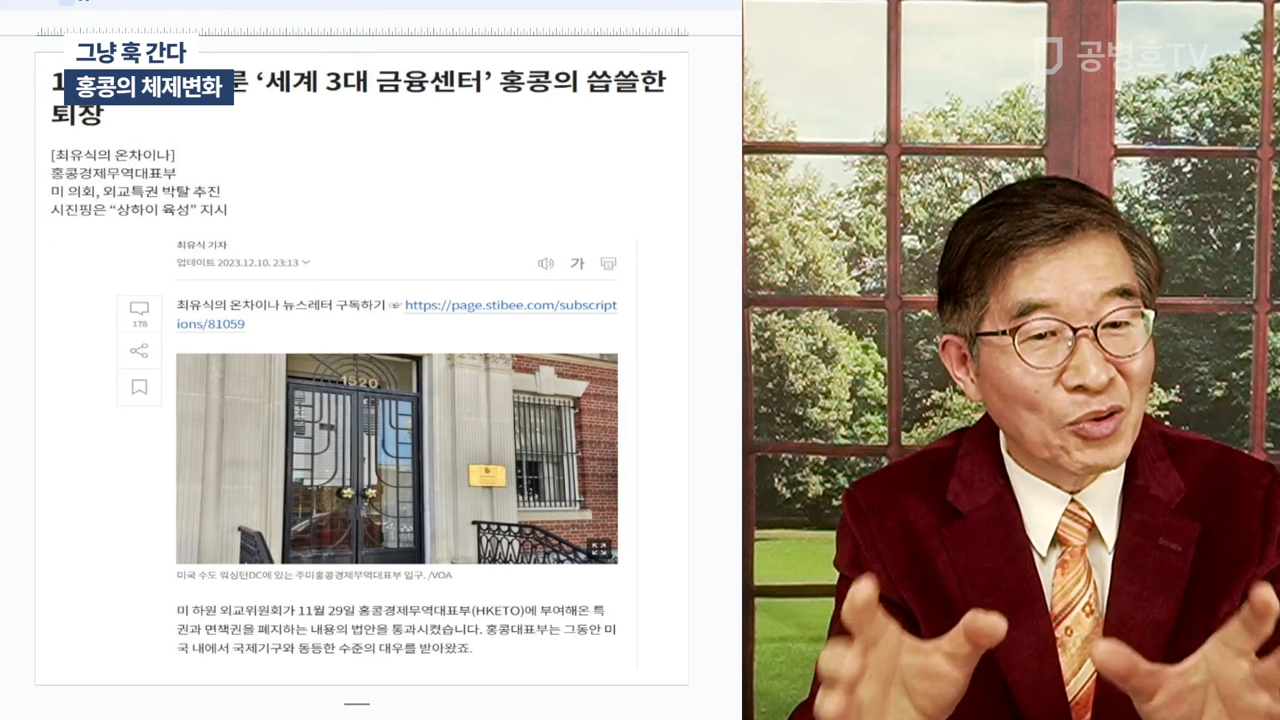 그냥 훅 간다
홍콩의 체제변화
공병호TV
1 론 ‘세계 3대 금융센터’ 홍콩의 씁쓸한
퇴장
[최유식의 온차이나]
홍콩경제무역대표부
미 의회, 외교특권 박탈 추진
시진핑은 “상하이 육성” 지시
최유식 기자
업데이트 2023.12.10. 23:13
가
178
최유식의 온차이나 뉴스레터 구독하기 ☞ https://page.stibee.com/subscript
ions/81059
1520
미국 수도 워싱턴DC에 있는 주미홍콩경제무역대표부 입구. /VOA
미 하원 외교위원회가 11월 29일 홍콩경제무역대표부(HKETO)에 부여해온 특
권과 면책권을 폐지하는 내용의 법안을 통과시켰습니다. 홍콩대표부는 그동안 미
국 내에서 국제기구와 동등한 수준의 대우를 받아왔죠.